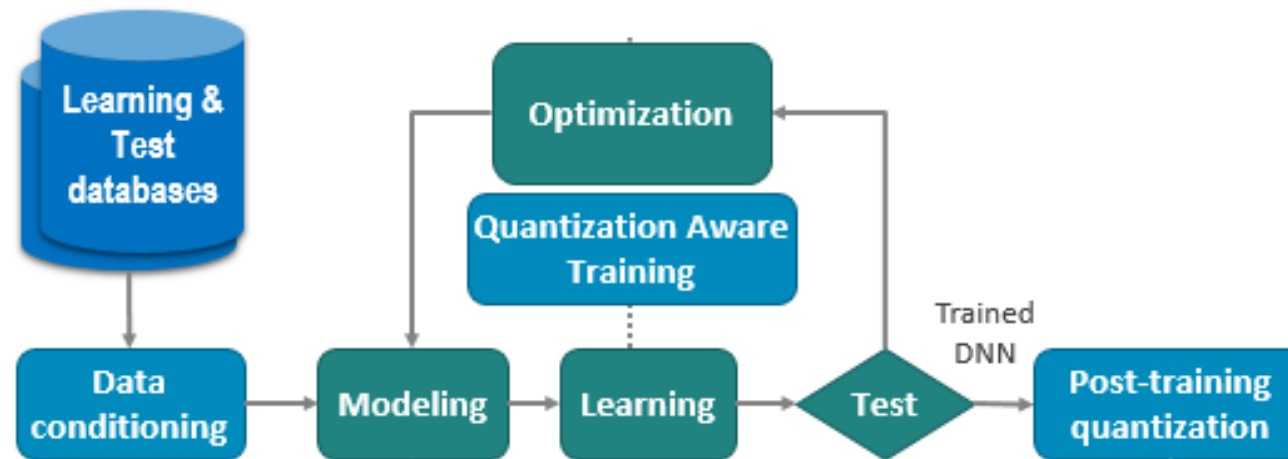 Learning &
Test
databases
Optimization
Quantization Aware
Training
Trained
DNN
Data
conditioning
Modeling
Learning
Test
Post-training
quantization